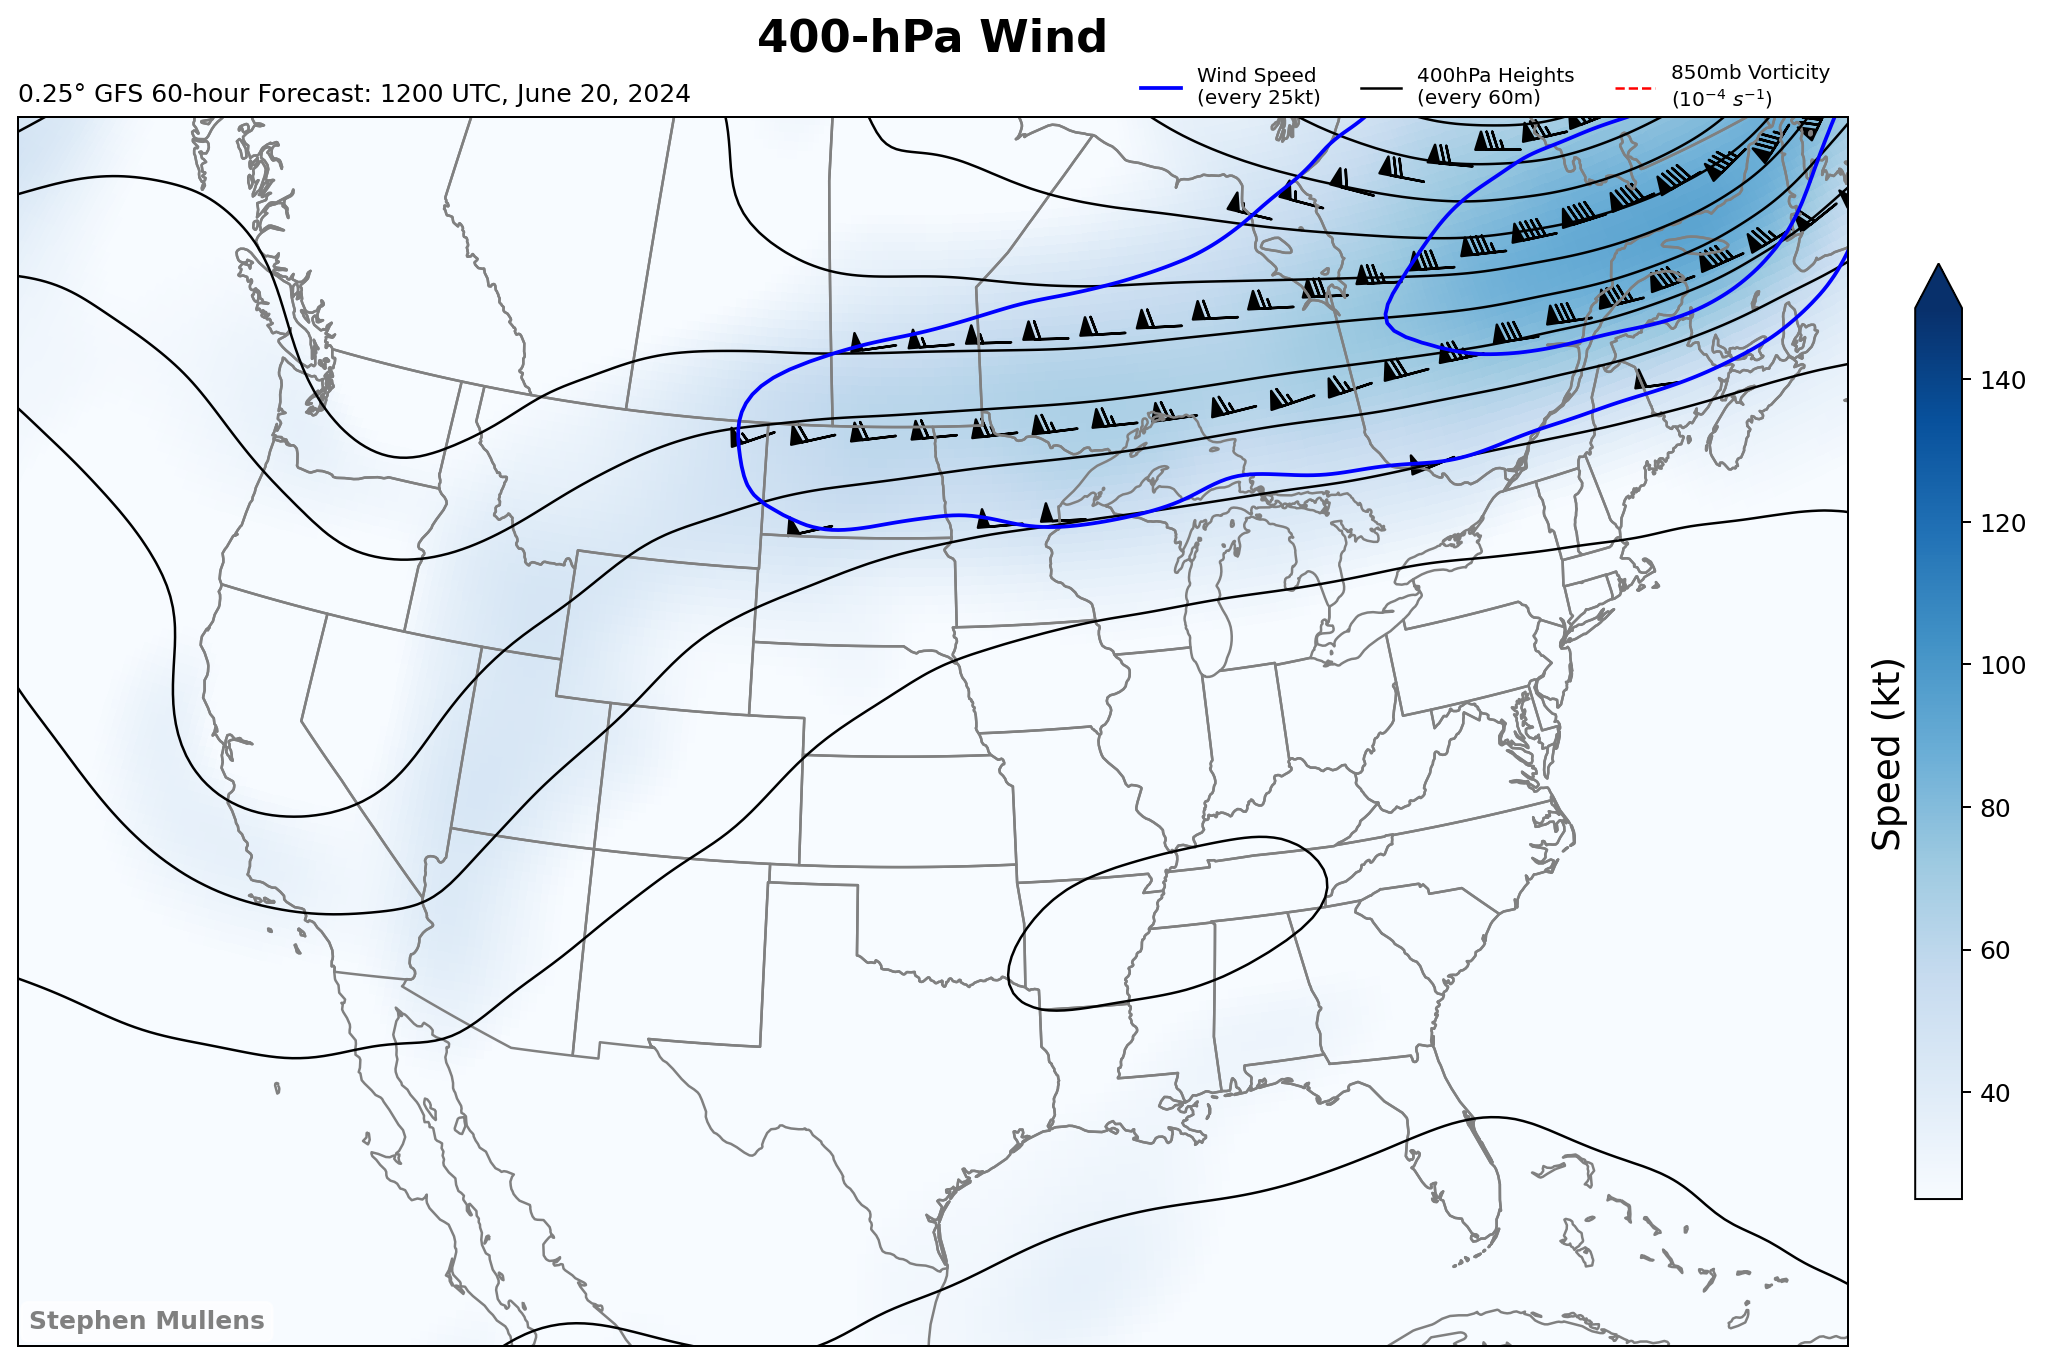 400-hPa Wind
0.25° GFS 60-hour Forecast: 1200 UTC, June 20, 2024
Wind Speed
(every 25kt)
400hPa Heights
(every 60m)
850mb Vorticity
(10⁻⁴ s⁻¹)
140
120
100
80
60
40
Speed (kt)
Stephen Mullens